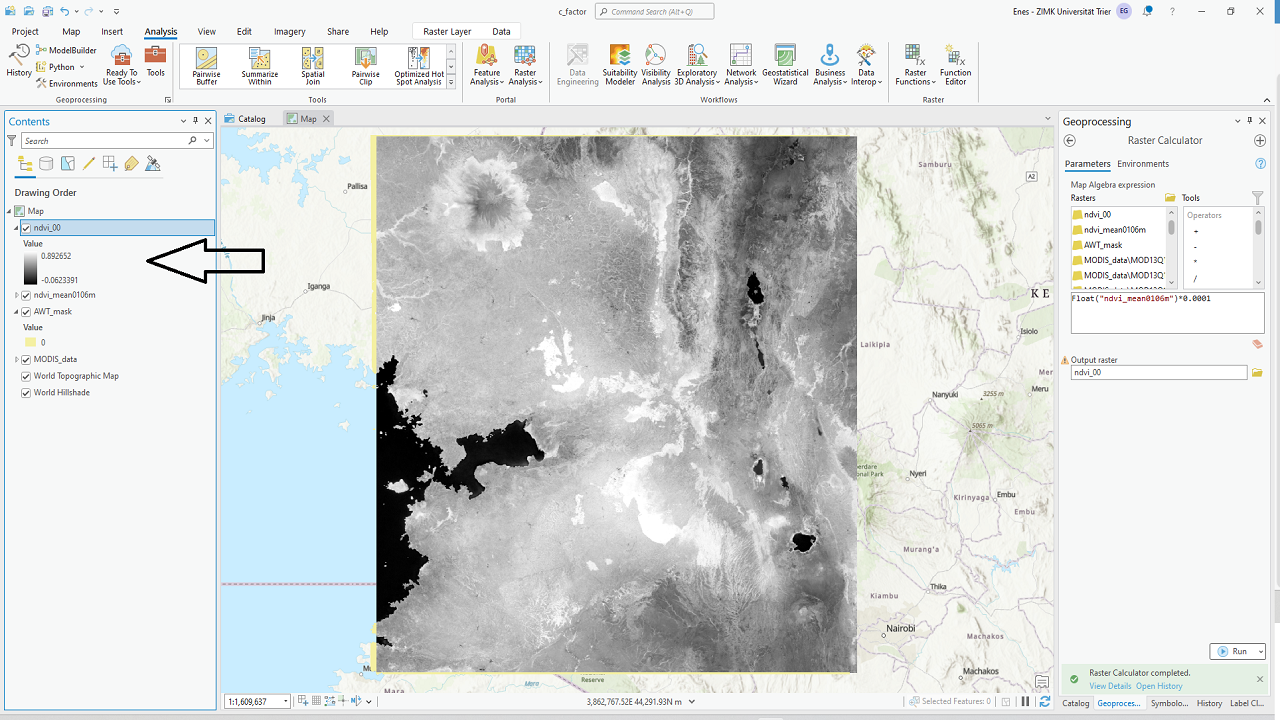 c_factor
Command Search (Alt+Q)
Enes - ZIMK Universität Trier
EG
Project
Map
Insert
Analysis
View
Edit
Imagery
Share
Help
Raster Layer
Data
History
ModelBuilder
Python
Environments
Ready To Use Tools
Tools
Geoprocessing
Pairwise Buffer
Summarize Within
Spatial Join
Pairwise Clip
Optimized Hot Spot Analysis
Tools
Feature Analysis
Raster Analysis
Portal
Data Engineering
Suitability Modeler
Visibility Analysis
Exploratory 3D Analysis
Network Analysis
Geostatistical Wizard
Business Analysis
Data Interop
Workflows
Raster Functions
Function Editor
Raster
Contents
Search
Drawing Order
Map
ndvi_00
Value
0.892652
-0.0623391
ndvi_mean0106m
AWT_mask
Value
0
MODIS_data
World Topographic Map
World Hillshade
Catalog
Map
Pallisa
Iganga
Jinja
Samburu
A2
K E
Isiolo
Laikipia
Meru
Nanyuki
3255 m
5065 m
Nyeri
Kirinyaga
Embu
Embu
Murang'a
Thika
Kiambu
Nairobi
Machakos
Machakos
Mara
Mere
Reserve
1:1,609,637
3,862,767.52E 44,291.93N m
Selected Features: 0
Geoprocessing
Raster Calculator
Parameters
Environments
Map Algebra expression
Rasters
Tools
ndvi_00
ndvi_mean0106m
AWT_mask
MODIS_data\MOD13Q
MODIS_data\MOD13Q
Operators
+
-
*
/
Float("ndvi_mean0106m")*0.0001
Output raster
ndvi_00
Run
Raster Calculator completed.
View Details Open History
Catalog
Geoproces...
Symbolo...
History
Label Cl...